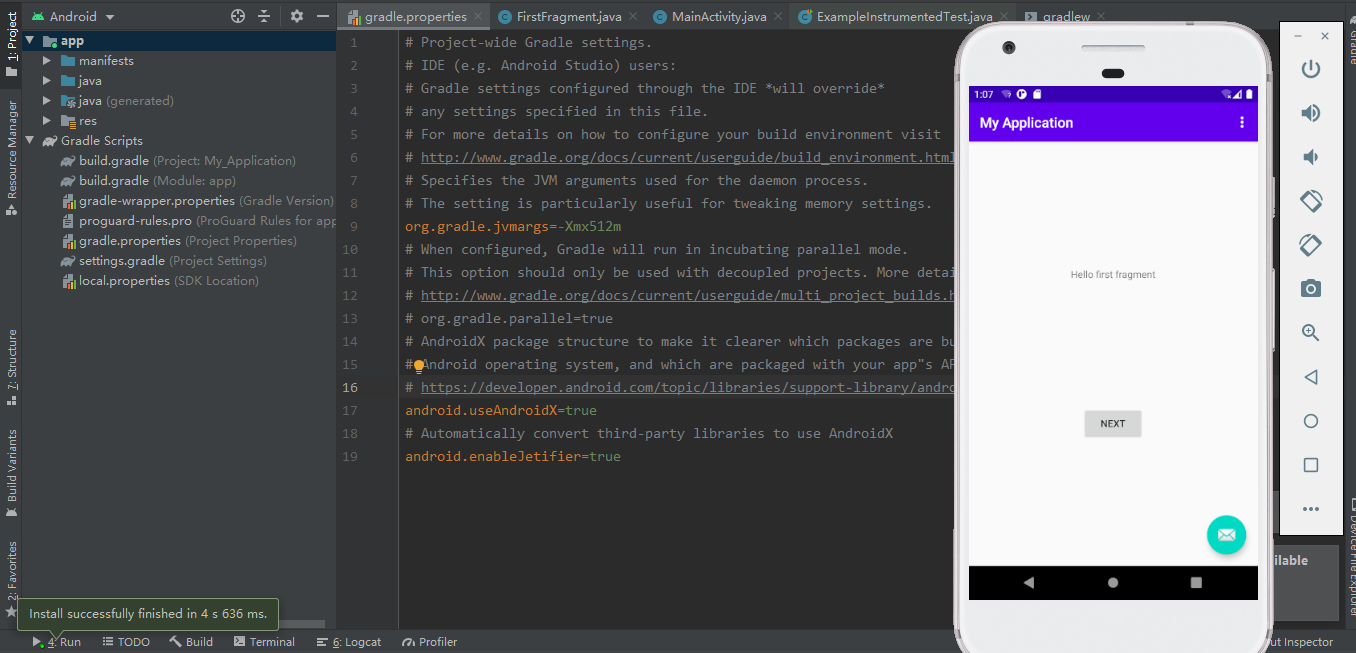 Android
1: Project
Resource Manager
7: Structure
Build Variants
2: Favorites
app
manifests
java
java (generated)
res
Gradle Scripts
build.gradle (Project: My_Application)
build.gradle (Module: app)
gradle-wrapper.properties (Gradle Version)
proguard-rules.pro (ProGuard Rules for app
gradle.properties (Project Properties)
settings.gradle (Project Settings)
local.properties (SDK Location)
gradle.properties
FirstFragment.java
MainActivity.java
ExampleInstrumentedTest.java
gradlew
1 # Project-wide Gradle settings.
2 # IDE (e.g. Android Studio) users:
3 # Gradle settings configured through the IDE *will override*
4 # any settings specified in this file.
5 # For more details on how to configure your build environment visit
6 # http://www.gradle.org/docs/current/userguide/build_environment.html
7 # Specifies the JVM arguments used for the daemon process.
8 # The setting is particularly useful for tweaking memory settings.
9 org.gradle.jvmargs=-Xmx512m
10 # When configured, Gradle will run in incubating parallel mode.
11 # This option should only be used with decoupled projects. More detai
12 # http://www.gradle.org/docs/current/userguide/multi_project_builds.h
13 # org.gradle.parallel=true
14 # AndroidX package structure to make it clearer which packages are bu
15 # Android operating system, and which are packaged with your app"s AP
16 # https://developer.android.com/topic/libraries/support-library/andro
17 android.useAndroidX=true
18 # Automatically convert third-party libraries to use AndroidX
19 android.enableJetifier=true
1:07
My Application
Hello first fragment
NEXT
Gradle
Device File Explorer
ilable
Install successfully finished in 4 s 636 ms.
4: Run
TODO
Build
Terminal
6: Logcat
Profiler
ut Inspector